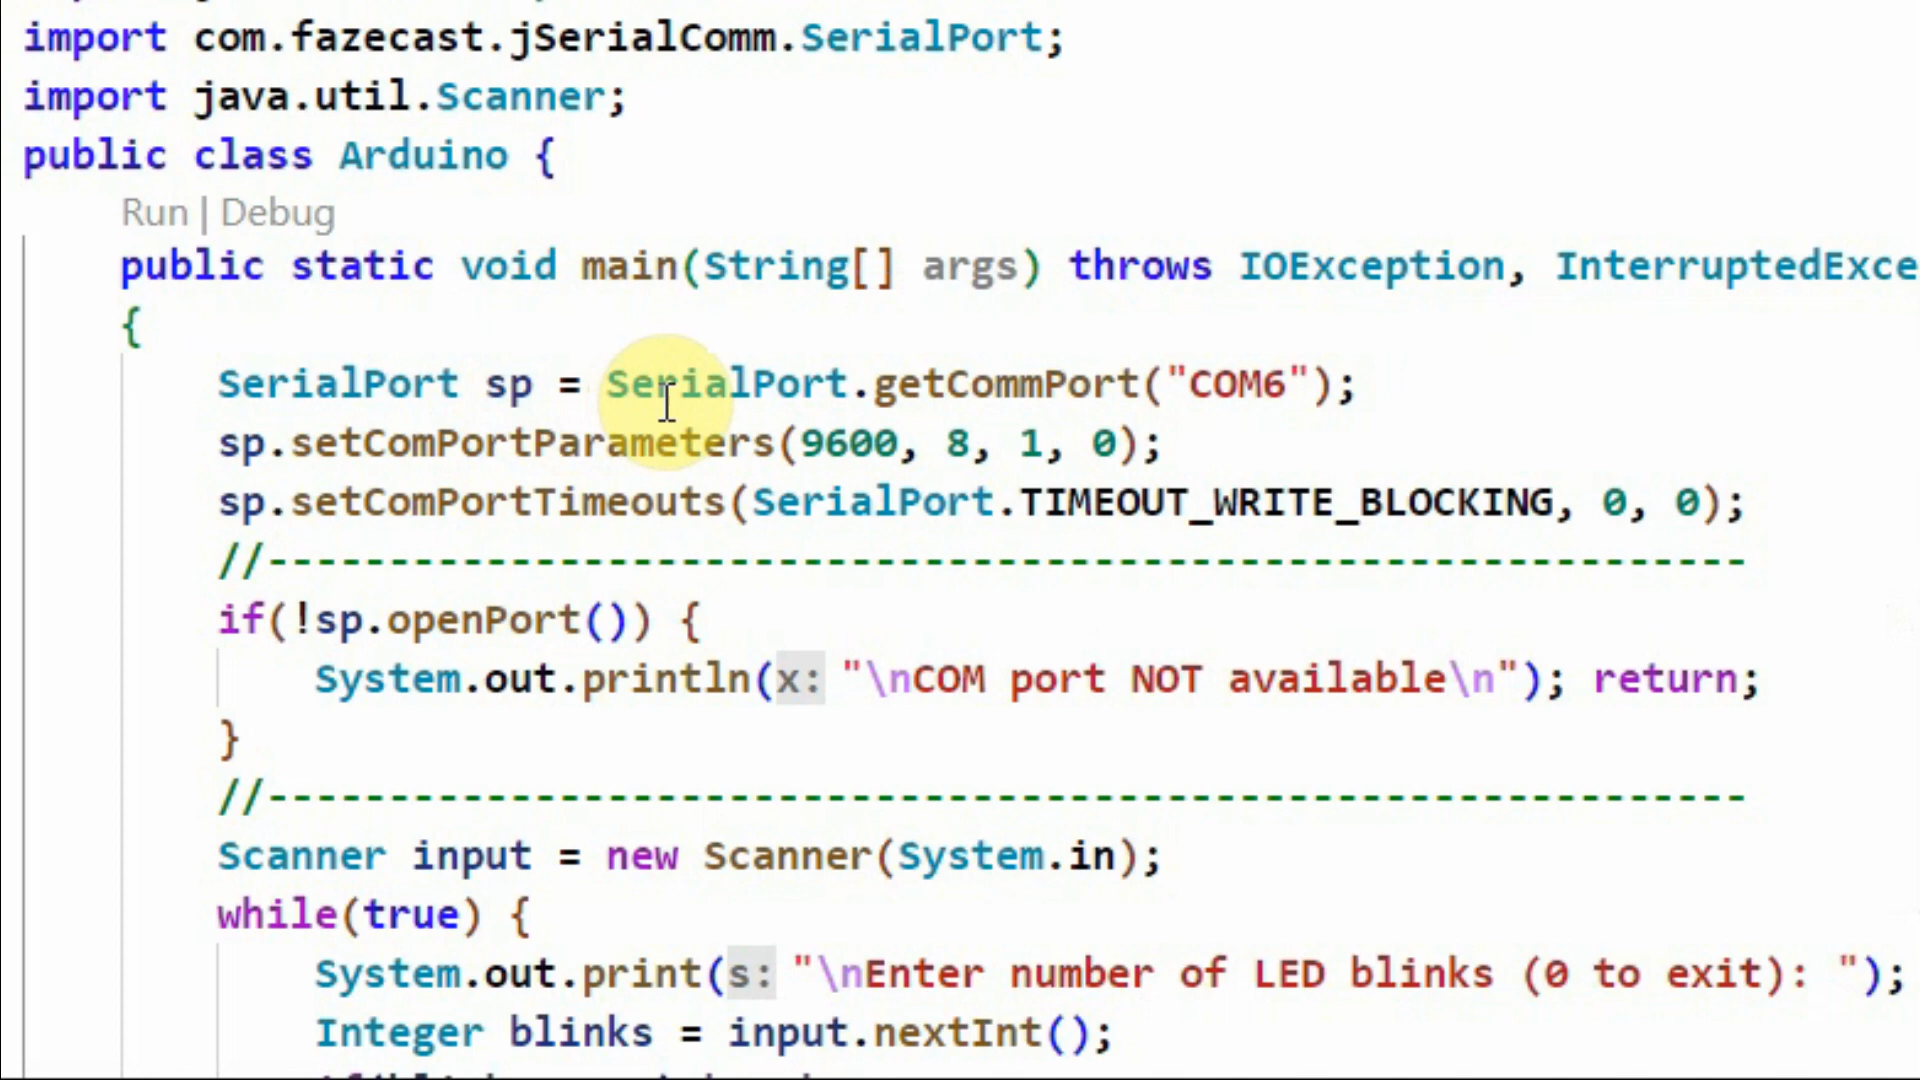 import com.fazecast.jSerialComm.SerialPort;
import java.util.Scanner;
public class Arduino {
Run | Debug
public static void main(String[] args) throws IOException, InterruptedExce
{
SerialPort sp = SerialPort.getCommPort("COM6");
sp.setComPortParameters(9600, 8, 1, 0);
sp.setComPortTimeouts(SerialPort.TIMEOUT_WRITE_BLOCKING, 0, 0);
//-------------------------------------------------------------
if(!sp.openPort()) {
System.out.println(x: "\nCOM port NOT available\n"); return;
}
//-------------------------------------------------------------
Scanner input = new Scanner(System.in);
while(true) {
System.out.print(s: "\nEnter number of LED blinks (0 to exit): ");
Integer blinks = input.nextInt();